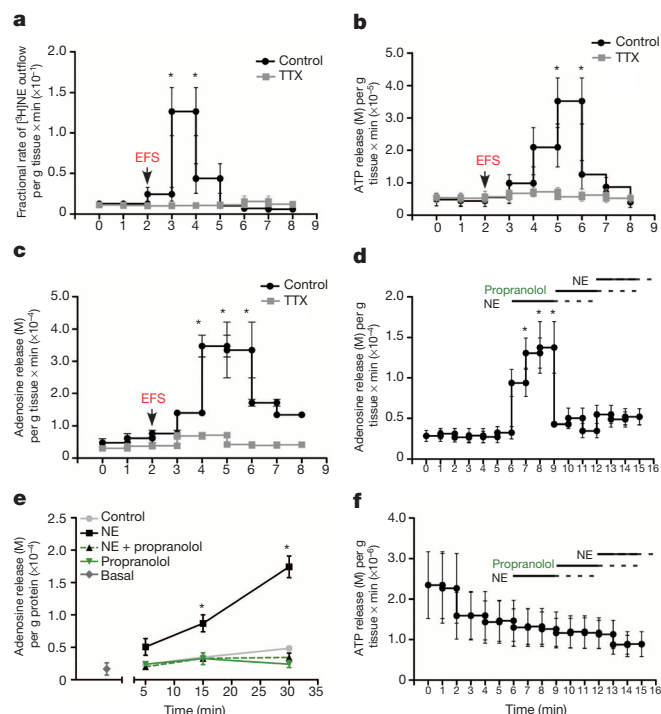 a
Fractional rate of [³H]NE outflow
per g tissue × min (×10⁻¹)
2.0
1.5
1.0
0.5
0
Control
TTX
* *
EFS
0 1 2 3 4 5 6 7 8 9
b
ATP release (M) per g
tissue × min (×10⁻⁵)
5.0
4.0
3.0
2.0
1.0
0
Control
TTX
* *
EFS
0 1 2 3 4 5 6 7 8 9
c
Adenosine release (M)
per g tissue × min (×10⁻⁴)
5.0
4.0
3.0
2.0
1.0
0
Control
TTX
* * *
EFS
0 1 2 3 4 5 6 7 8 9
d
Adenosine release (M) per g
tissue × min (×10⁻⁴)
2.0
1.5
1.0
0.5
0
NE
Propranolol
NE
* * *
0 1 2 3 4 5 6 7 8 9 10 11 12 13 14 15 16
e
Adenosine release (M)
per g protein (×10⁻⁴)
2.5
2.0
1.5
1.0
0.5
0
Control
NE
NE + propranolol
Propranolol
Basal
* *
5 10 15 20 25 30 35
Time (min)
f
ATP release (M) per g
tissue × min (×10⁻⁶)
4.0
3.0
2.0
1.0
0
NE
Propranolol
NE
0 1 2 3 4 5 6 7 8 9 10 11 12 13 14 15 16
Time (min)